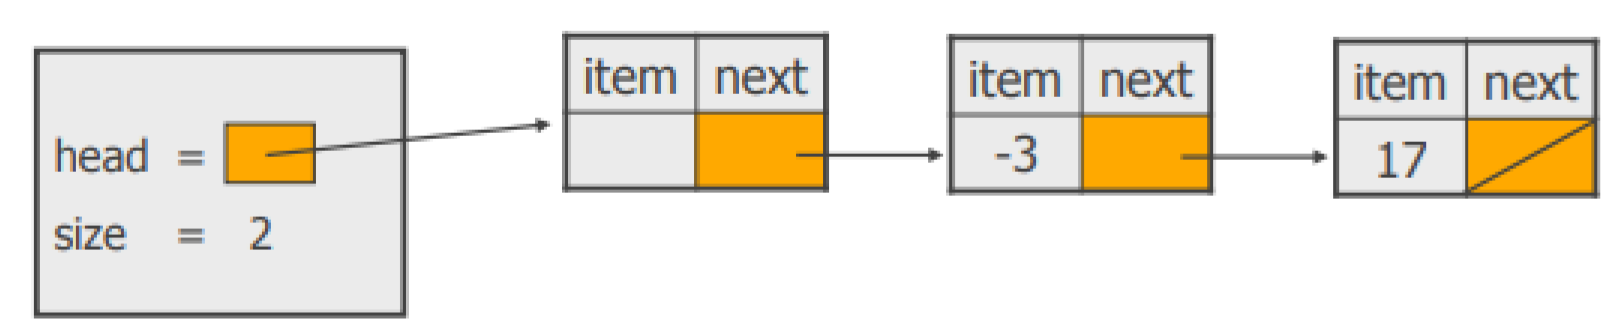 head =
size = 2
item next
item next
-3
item next
17